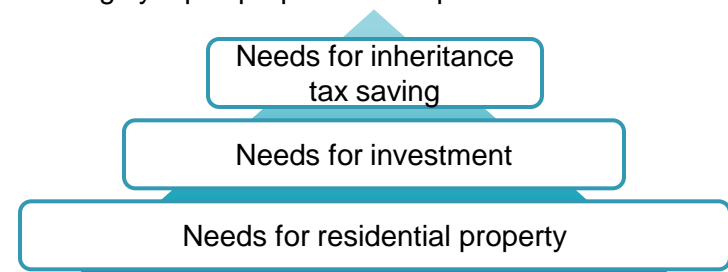 Needs for inheritance
tax saving
Needs for investment
Needs for residential property